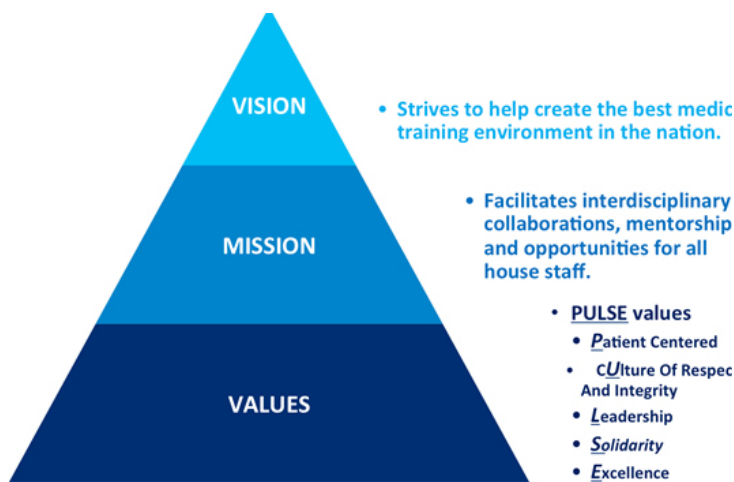 VISION
• Strives to help create the best medic
training environment in the nation.
MISSION
• Facilitates interdisciplinary
collaborations, mentorship
and opportunities for all
house staff.
VALUES
• PULSE values
• Patient Centered
• cUlture Of Respec
And Integrity
• Leadership
• Solidarity
• Excellence